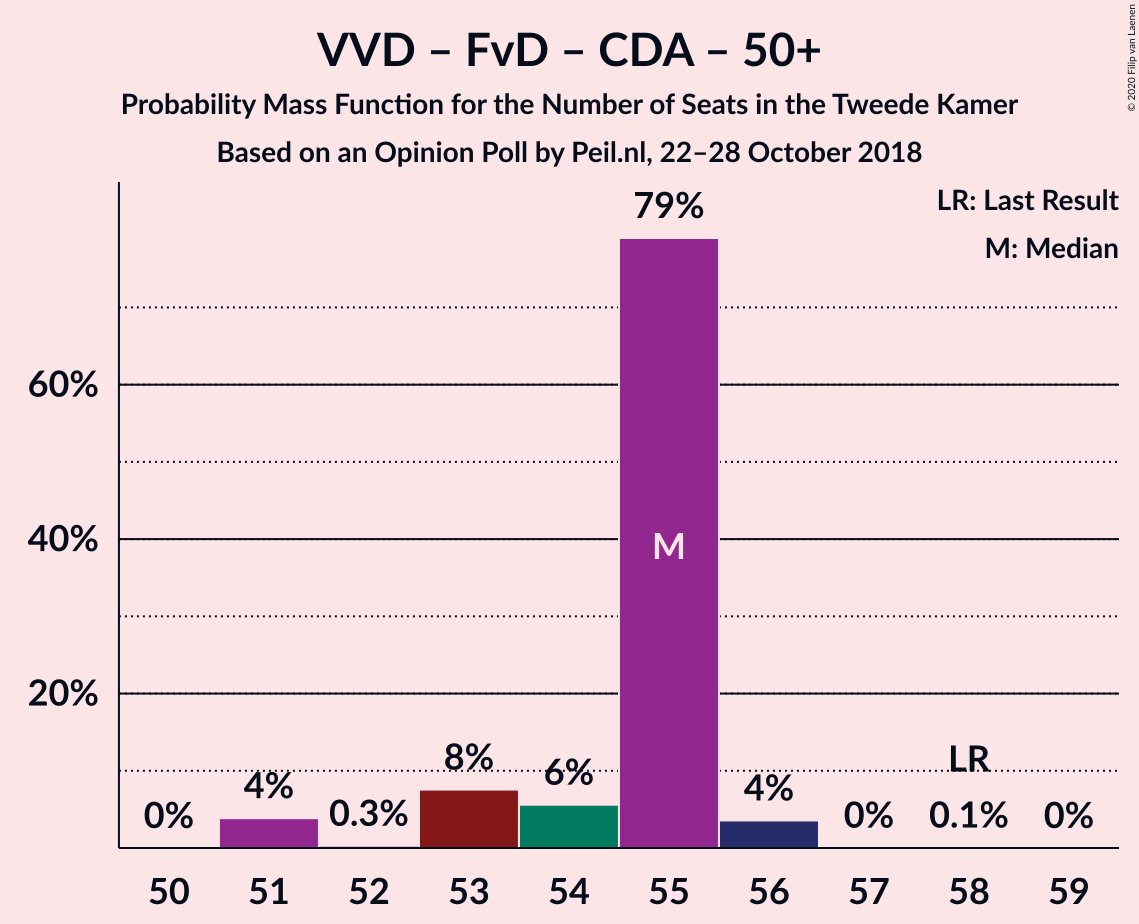 VVD – FvD – CDA – 50+
Probability Mass Function for the Number of Seats in the Tweede Kamer
Based on an Opinion Poll by Peil.nl, 22–28 October 2018
© 2020 Filip van Laenen
LR: Last Result
M: Median
79%
60%
40%
20%
M
LR
0% 4% 0.3% 8% 6% 4% 0% 0.1% 0%
50 51 52 53 54 55 56 57 58 59